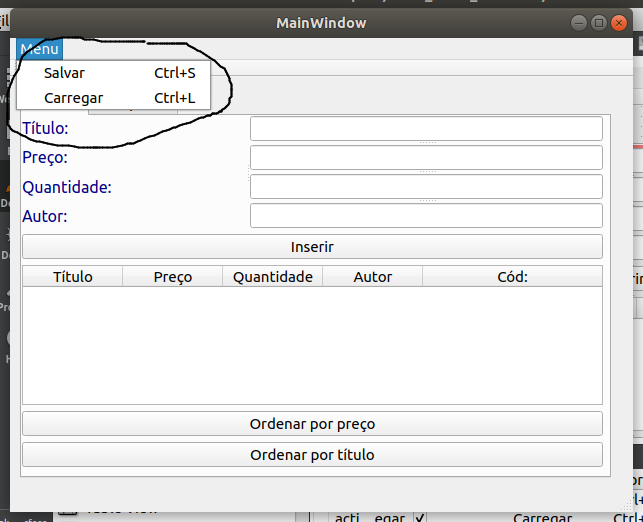 MainWindow
Menu
Salvar Ctrl+S
Carregar Ctrl+L
Título:
Preço:
Quantidade:
Autor:
Inserir
Título Preço Quantidade Autor Cód:
Ordenar por preço
Ordenar por título
Carregar